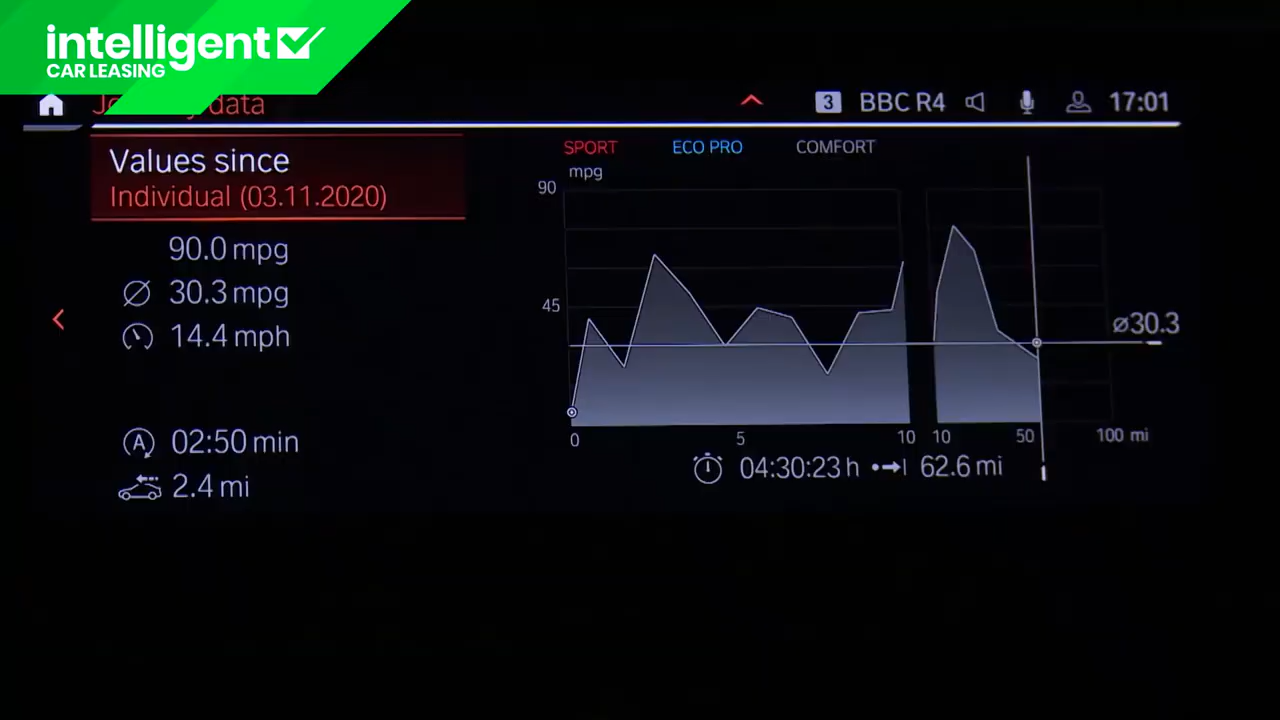 intelligent
CAR LEASING
data
3 BBC R4 17:01
Values since
Individual (03.11.2020)
90.0 mpg
Ø 30.3 mpg
14.4 mph
A 02:50 min
2.4 mi
SPORT ECO PRO COMFORT
mpg
90
45
ø30.3
0 5 10 10 50 100 mi
04:30:23 h 62.6 mi